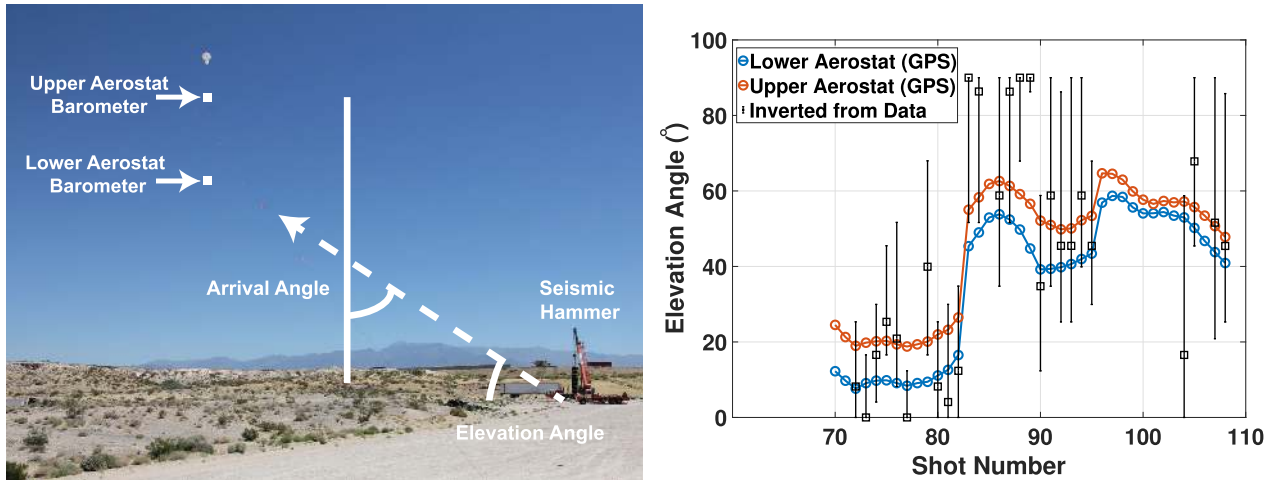 Upper Aerostat
Barometer
Lower Aerostat
Barometer
Arrival Angle
Seismic
Hammer
Elevation Angle
100
80
60
40
20
0
70
80
90
100
110
Elevation Angle (°)
Shot Number
Lower Aerostat (GPS)
Upper Aerostat (GPS)
Inverted from Data